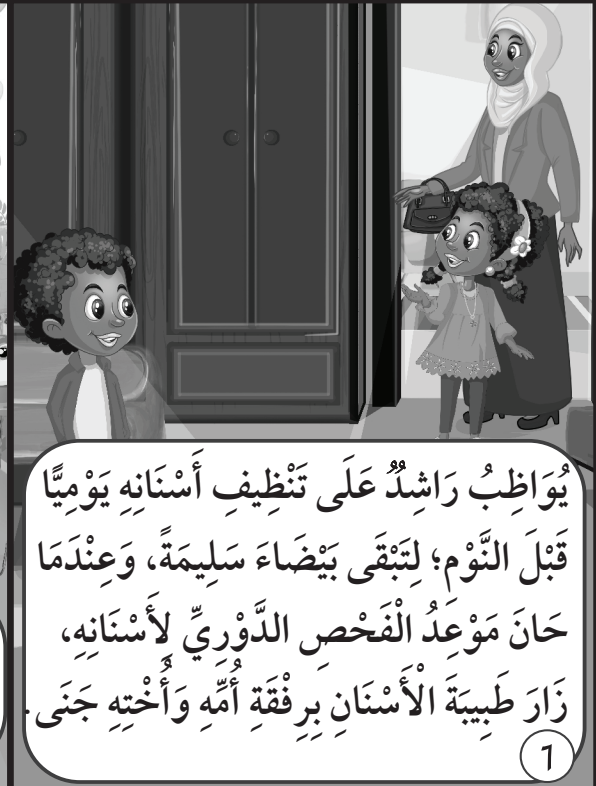 يُوَاظِبُ رَاشِدٌ عَلَى تَنْظِيفِ أَسْنَانِهِ يَوْمِيًّا
قَبْلَ النَّوْمِ؛ لِتَبْقَى بَيْضَاءَ سَلِيمَةً، وَعِنْدَمَا
حَانَ مَوْعِدُ الْفَحْصِ الدَّوْرِيِّ لِأَسْنَانِهِ،
زَارَ طَبِيبَةَ الْأَسْنَانِ بِرِفْقَةِ أُمِّهِ وَأُخْتِهِ جَنَى.
1